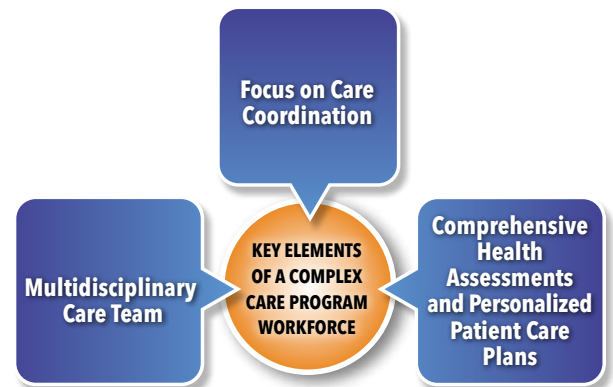 Focus on Care
Coordination
Multidisciplinary
Care Team
KEY ELEMENTS
OF A COMPLEX
CARE PROGRAM
WORKFORCE
Comprehensive
Health
Assessments
and Personalized
Patient Care
Plans